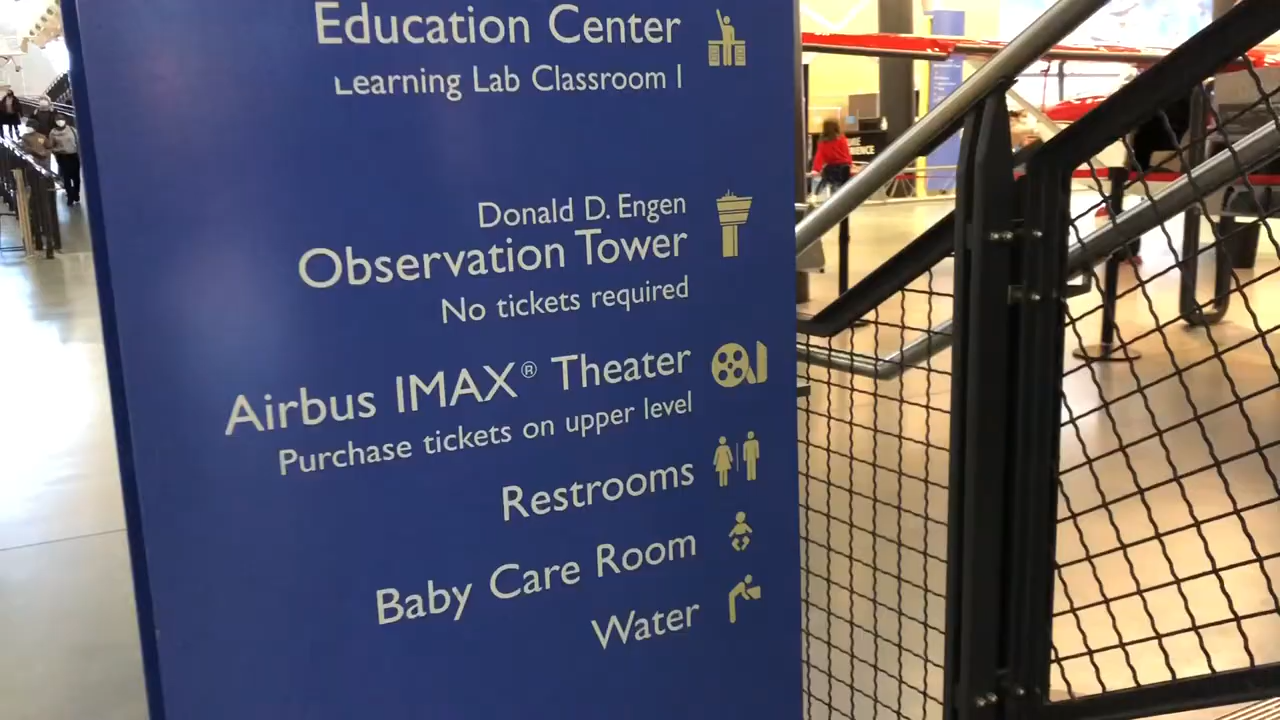 Education Center
Learning Lab Classroom 1
Donald D. Engen
Observation Tower
No tickets required
Airbus IMAX® Theater
Purchase tickets on upper level
Restrooms
Baby Care Room
Water